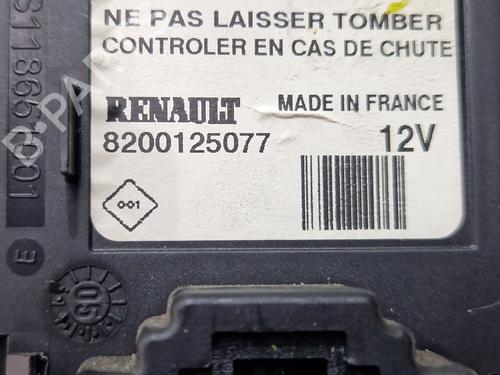 NE PAS LAISSER TOMBER
CONTROLER EN CAS DE CHUTE
RENAULT
MADE IN FRANCE
8200125077
12V
001
E
05